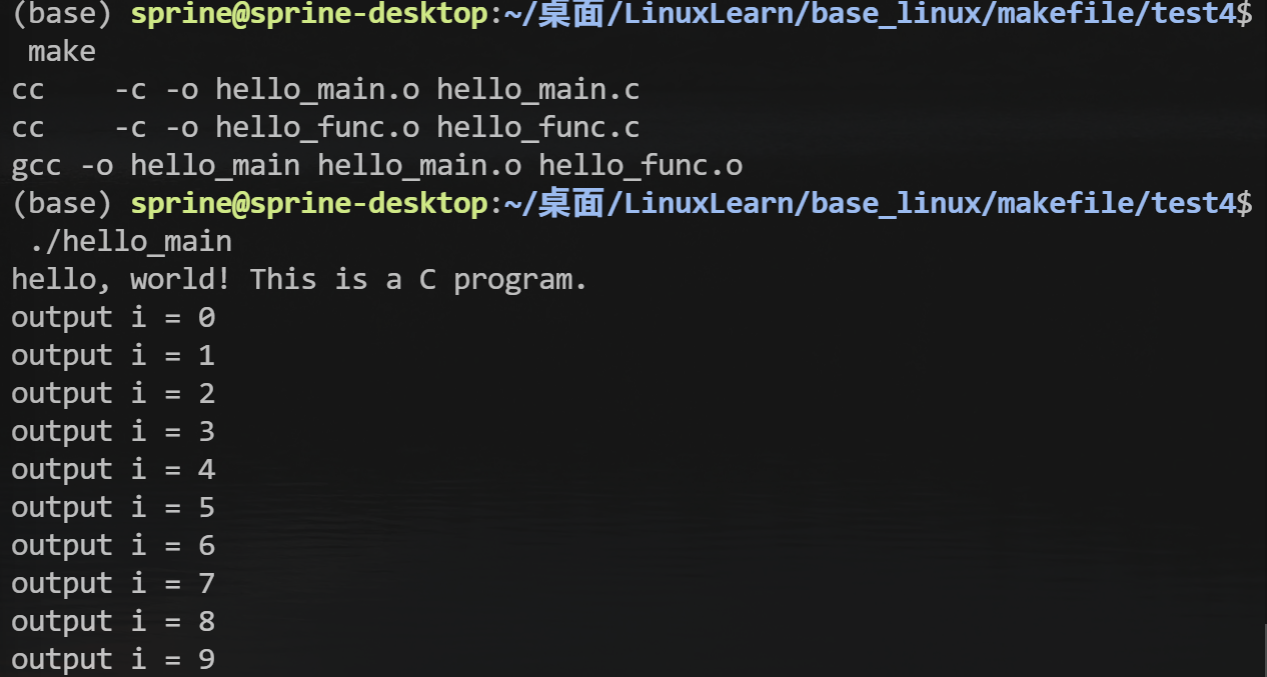 (base) sprine@sprine-desktop:~/桌面/LinuxLearn/base_linux/makefile/test4$
 make
cc    -c -o hello_main.o hello_main.c
cc    -c -o hello_func.o hello_func.c
gcc -o hello_main hello_main.o hello_func.o
(base) sprine@sprine-desktop:~/桌面/LinuxLearn/base_linux/makefile/test4$
 ./hello_main
hello, world! This is a C program.
output i = 0
output i = 1
output i = 2
output i = 3
output i = 4
output i = 5
output i = 6
output i = 7
output i = 8
output i = 9